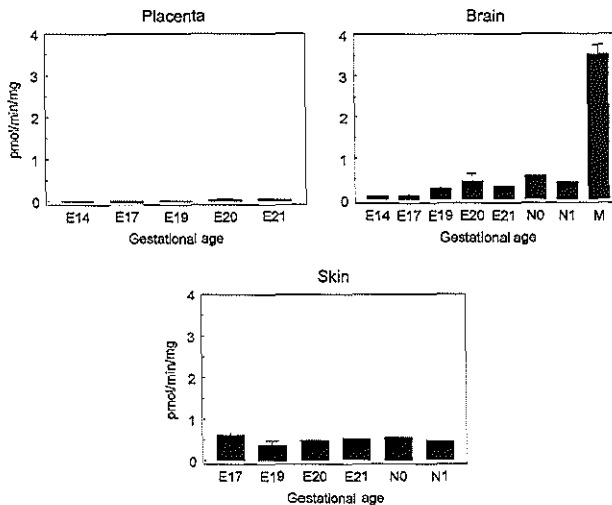 Placenta
pmol/min/mg
4
3
2
1
0
E14 E17 E19 E20 E21
Gestational age
Brain
4
3
2
1
0
E14 E17 E19 E20 E21 N0 N1 M
Gestational age
Skin
pmol/min/mg
4
3
2
1
0
E17 E19 E20 E21 N0 N1
Gestational age